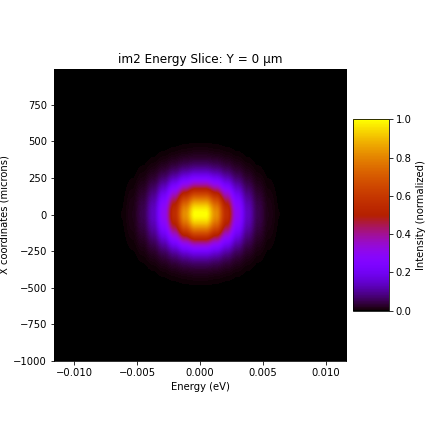 im2 Energy Slice: Y = 0 μm
X coordinates (microns)
750
500
250
0
−250
−500
−750
−1000
−0.010 −0.005 0.000 0.005 0.010
Energy (eV)
1.0
0.8
0.6
0.4
0.2
0.0
Intensity (normalized)